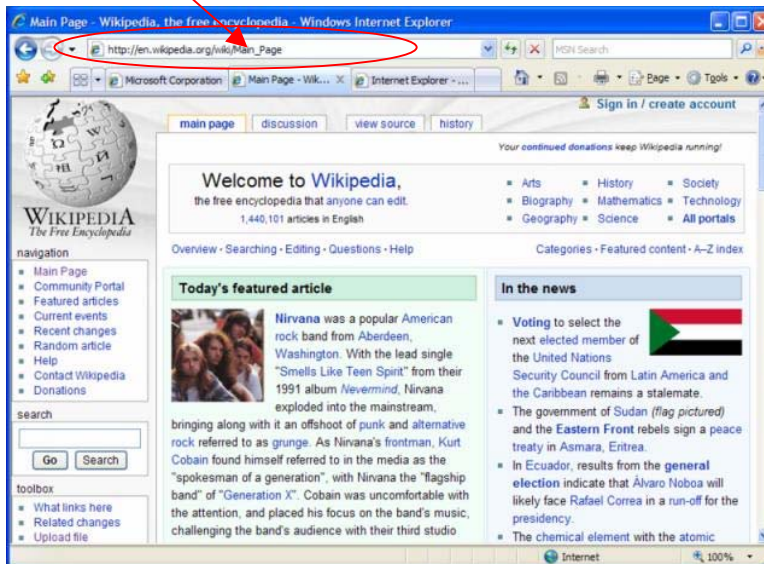 Main Page - Wikipedia, the free encyclopedia - Windows Internet Explorer
http://en.wikipedia.org/wiki/Main_Page
MSN Search
Microsoft Corporation
Main Page - Wik...
Internet Explorer - ...
Page
Tools
Sign in / create account
main page
discussion
view source
history
Your continued donations keep Wikipedia running!
WIKIPEDIA
The Free Encyclopedia
navigation
Main Page
Community Portal
Featured articles
Current events
Recent changes
Random article
Help
Contact Wikipedia
Donations
search
Go
Search
toolbox
What links here
Related changes
Upload file
Welcome to Wikipedia,
the free encyclopedia that anyone can edit.
1,440,101 articles in English
Arts
History
Society
Biography
Mathematics
Technology
Geography
Science
All portals
Overview · Searching · Editing · Questions · Help
Categories · Featured content · A–Z index
Today's featured article
Nirvana was a popular American
rock band from Aberdeen,
Washington. With the lead single
"Smells Like Teen Spirit" from their
1991 album Nevermind, Nirvana
exploded into the mainstream,
bringing along with it an offshoot of punk and alternative
rock referred to as grunge. As Nirvana's frontman, Kurt
Cobain found himself referred to in the media as the
"spokesman of a generation", with Nirvana the "flagship
band" of "Generation X". Cobain was uncomfortable with
the attention, and placed his focus on the band's music,
challenging the band's audience with their third studio
In the news
Voting to select the
next elected member of
the United Nations
Security Council from Latin America and
the Caribbean remains a stalemate.
The government of Sudan (flag pictured)
and the Eastern Front rebels sign a peace
treaty in Asmara, Eritrea.
In Ecuador, results from the general
election indicate that Álvaro Noboa will
likely face Rafael Correa in a run-off for the
presidency.
The chemical element with the atomic
Internet
100%